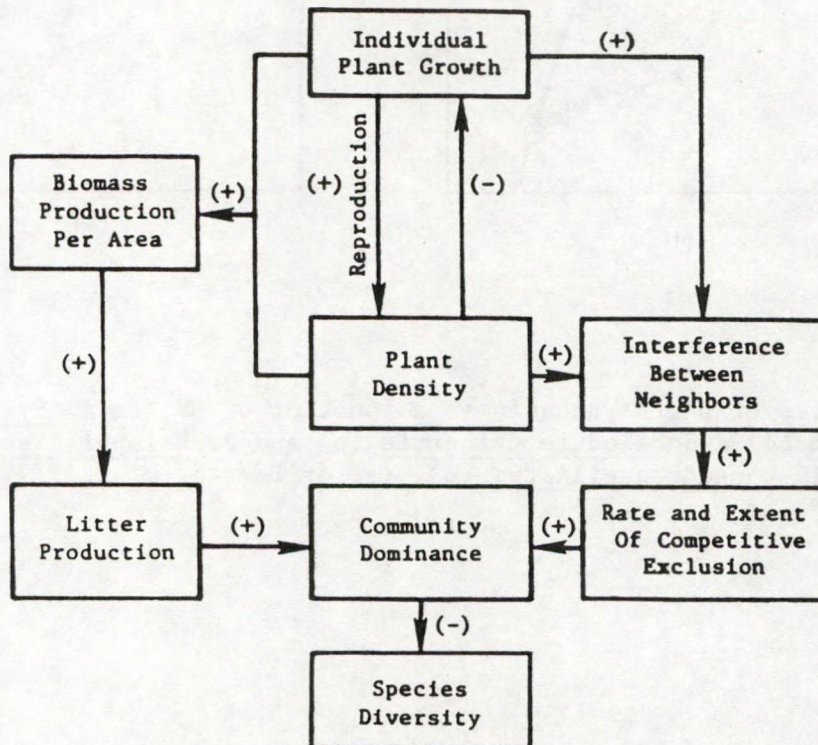 Individual
Plant Growth
(+)
Biomass
Production
Per Area
(+)
Reproduction
(+)
(-)
(+)
Plant
Density
(+)
Interference
Between
Neighbors
(+)
Litter
Production
(+)
Community
Dominance
(+)
Rate and Extent
Of Competitive
Exclusion
(-)
Species
Diversity